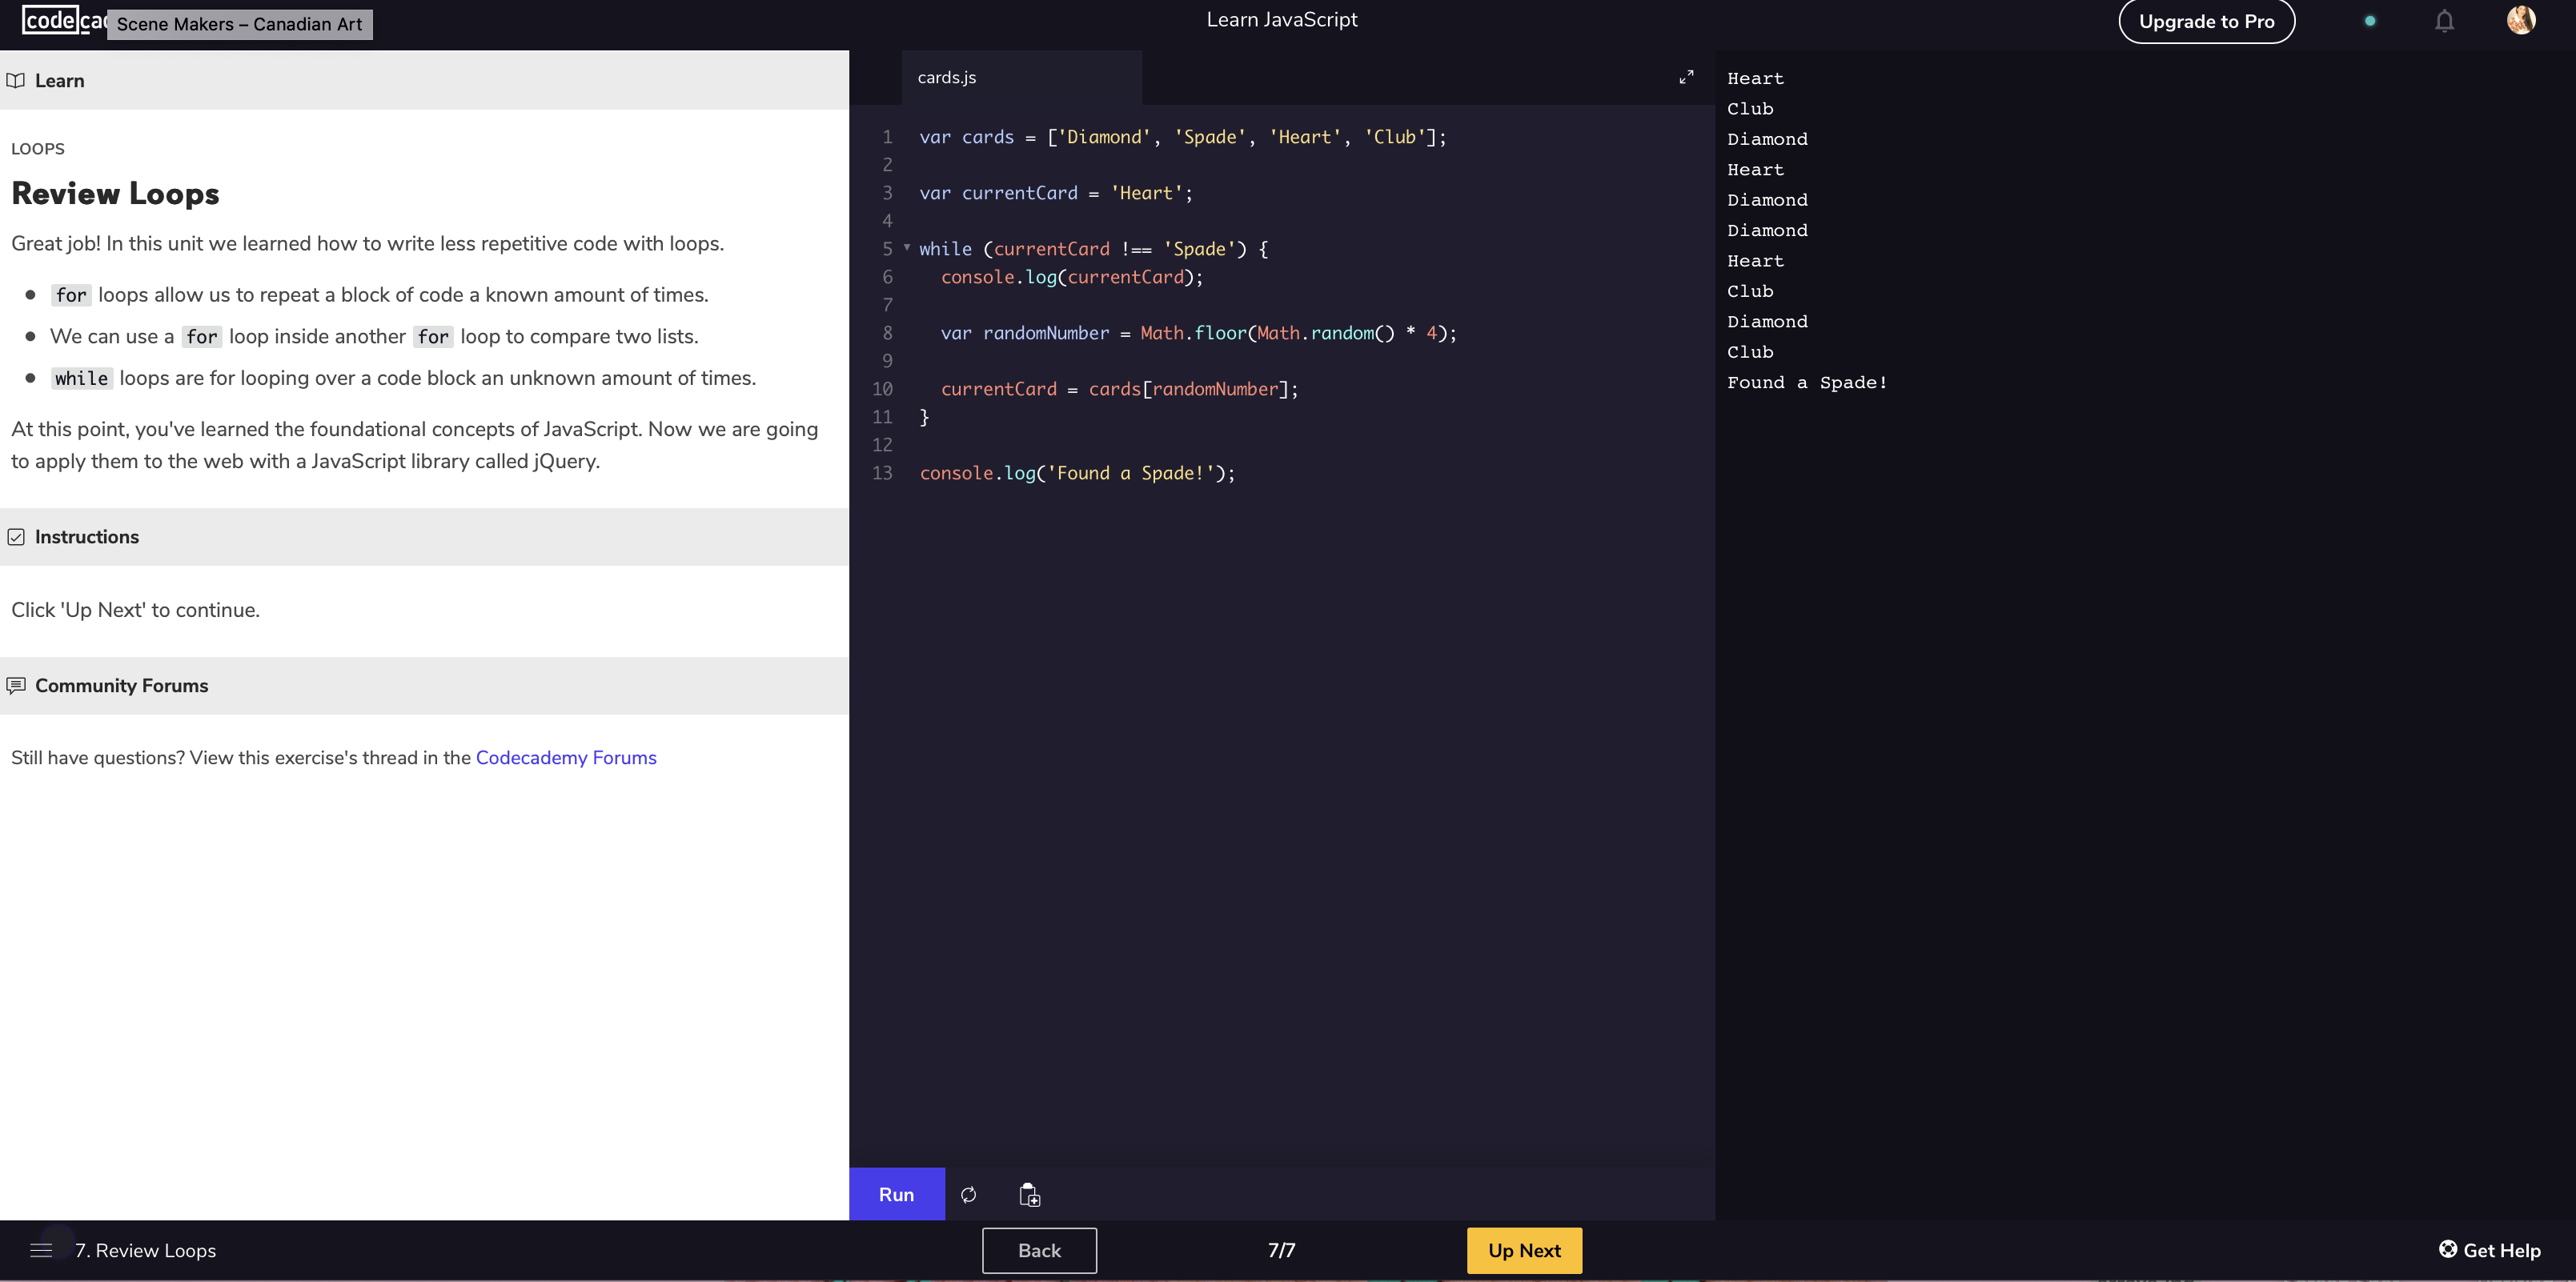 codecad
Scene Makers – Canadian Art
Learn JavaScript
Upgrade to Pro
Learn
LOOPS
Review Loops
Great job! In this unit we learned how to write less repetitive code with loops.
for loops allow us to repeat a block of code a known amount of times.
We can use a for loop inside another for loop to compare two lists.
while loops are for looping over a code block an unknown amount of times.
At this point, you've learned the foundational concepts of JavaScript. Now we are going
to apply them to the web with a JavaScript library called jQuery.
Instructions
Click 'Up Next' to continue.
Community Forums
Still have questions? View this exercise's thread in the Codecademy Forums
cards.js
1 var cards = ['Diamond', 'Spade', 'Heart', 'Club'];
2
3 var currentCard = 'Heart';
4
5 while (currentCard !== 'Spade') {
6 console.log(currentCard);
7
8 var randomNumber = Math.floor(Math.random() * 4);
9
10 currentCard = cards[randomNumber];
11 }
12
13 console.log('Found a Spade!');
Heart
Club
Diamond
Heart
Diamond
Diamond
Heart
Club
Diamond
Club
Found a Spade!
Run
7. Review Loops
Back
7/7
Up Next
Get Help